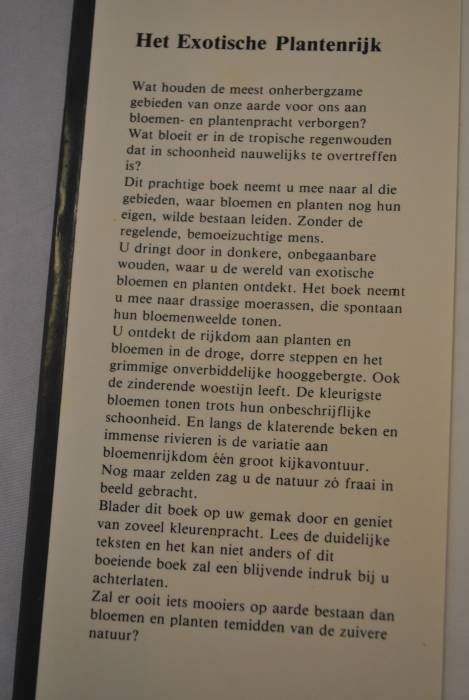 Het Exotische Plantenrijk
Wat houden de meest onherbergzame
gebieden van onze aarde voor ons aan
bloemen- en plantenpracht verborgen?
Wat bloeit er in de tropische regenwouden
dat in schoonheid nauwelijks te overtreffen
is?
Dit prachtige boek neemt u mee naar al die
gebieden, waar bloemen en planten nog hun
eigen, wilde bestaan leiden. Zonder de
regelende, bemoeizuchtige mens.
U dringt door in donkere, onbegaanbare
wouden, waar u de wereld van exotische
bloemen en planten ontdekt. Het boek neemt
u mee naar drassige moerassen, die spontaan
hun bloemenweelde tonen.
U ontdekt de rijkdom aan planten en
bloemen in de droge, dorre steppen en het
grimmige onverbiddelijke hooggebergte. Ook
de zinderende woestijn leeft. De kleurigste
bloemen tonen trots hun onbeschrijflijke
schoonheid. En langs de klaterende beken en
immense rivieren is de variatie aan
bloemenrijkdom één groot kijkavontuur.
Nog maar zelden zag u de natuur zó fraai in
beeld gebracht.
Blader dit boek op uw gemak door en geniet
van zoveel kleurenpracht. Lees de duidelijke
teksten en het kan niet anders of dit
boeiende boek zal een blijvende indruk bij u
achterlaten.
Zal er ooit iets mooiers op aarde bestaan dan
bloemen en planten temidden van de zuivere
natuur?